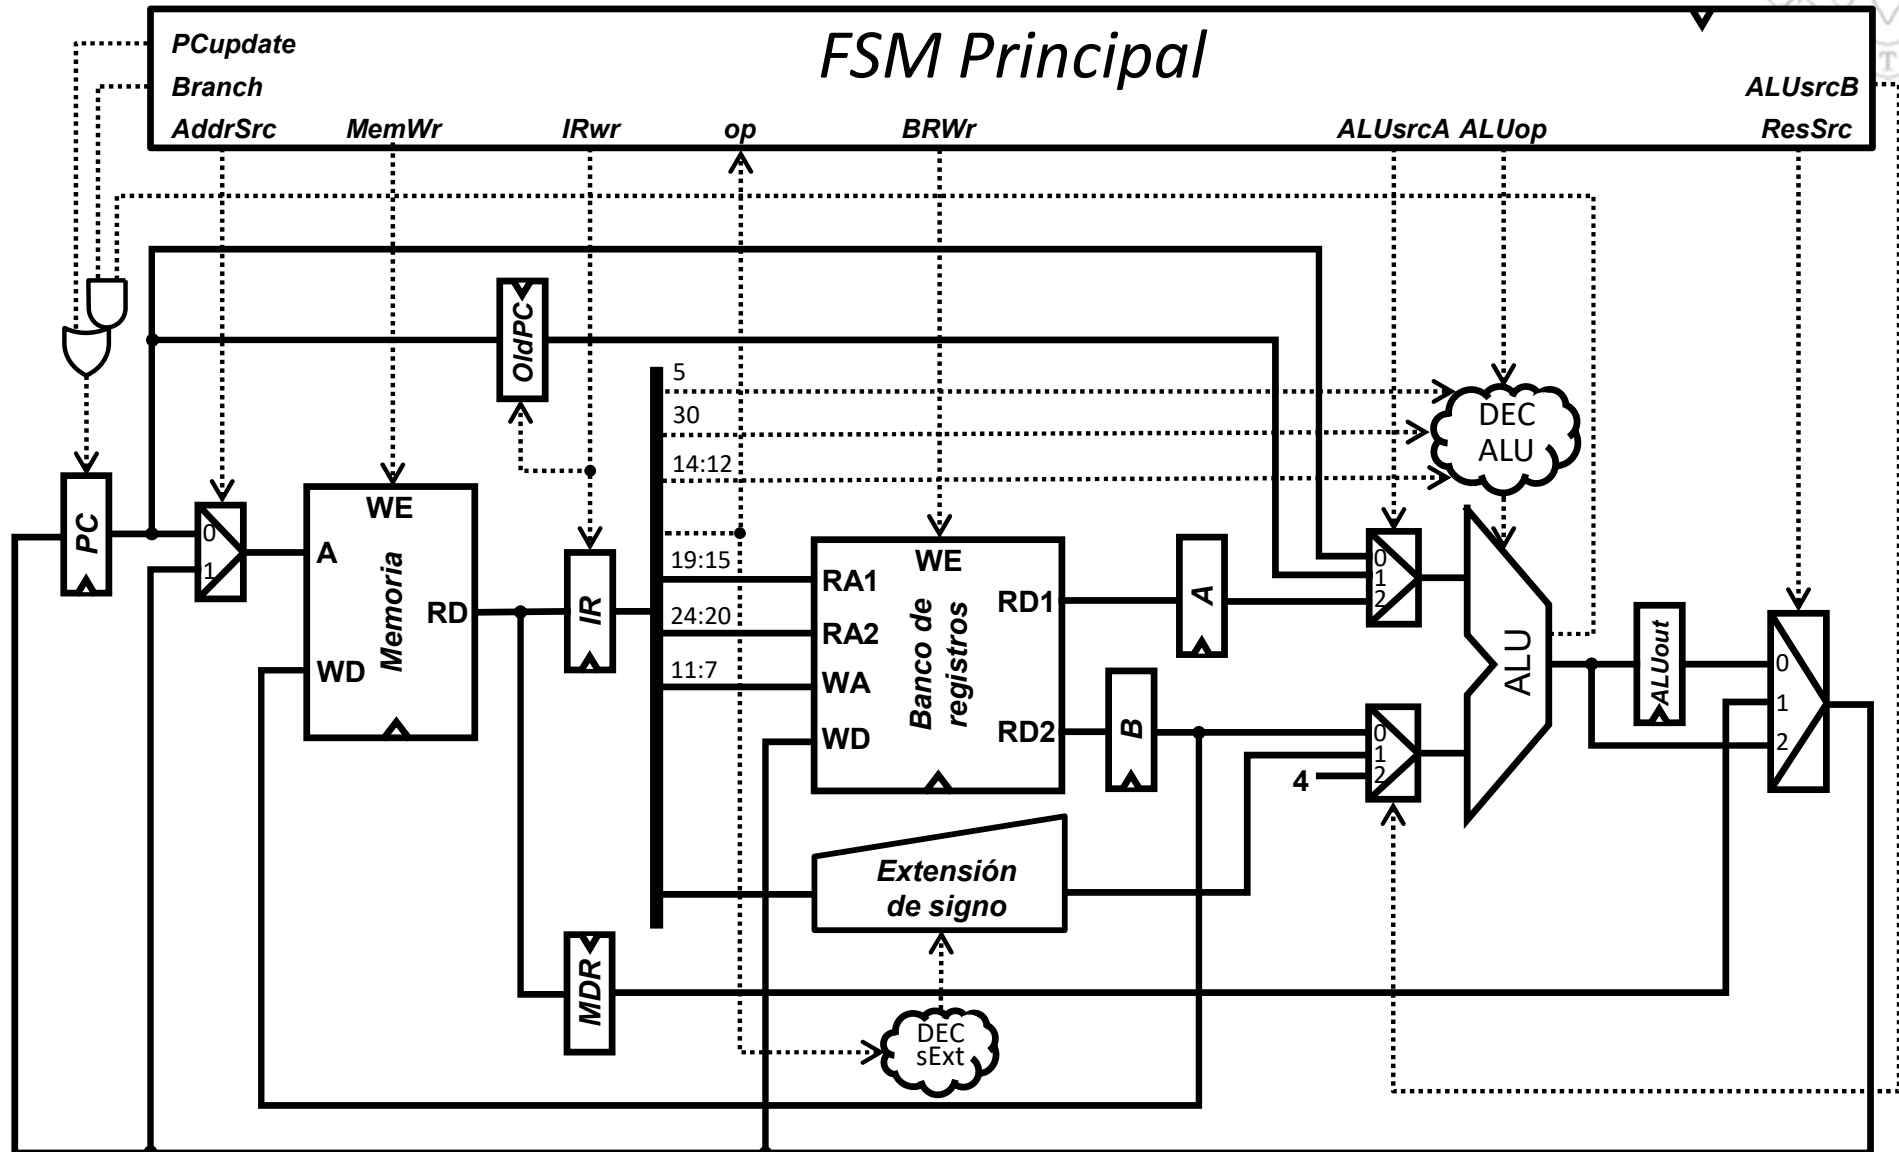 FSM Principal
PCupdate
Branch
ALUsrcB
AddrSrc MemWr IRwr op BRWr ALUsrcA ALUop ResSrc
OldPC
5
30
14:12
DEC
ALU
PC
0
1
WE
A
Memoria
RD
WD
IR
19:15
24:20
11:7
WE
RA1
RA2
WA
WD
Banco de
registros
RD1
RD2
A
B
0
1
2
0
1
2
4
ALU
ALUout
0
1
2
Extensión
de signo
MDR
DEC
sExt
T